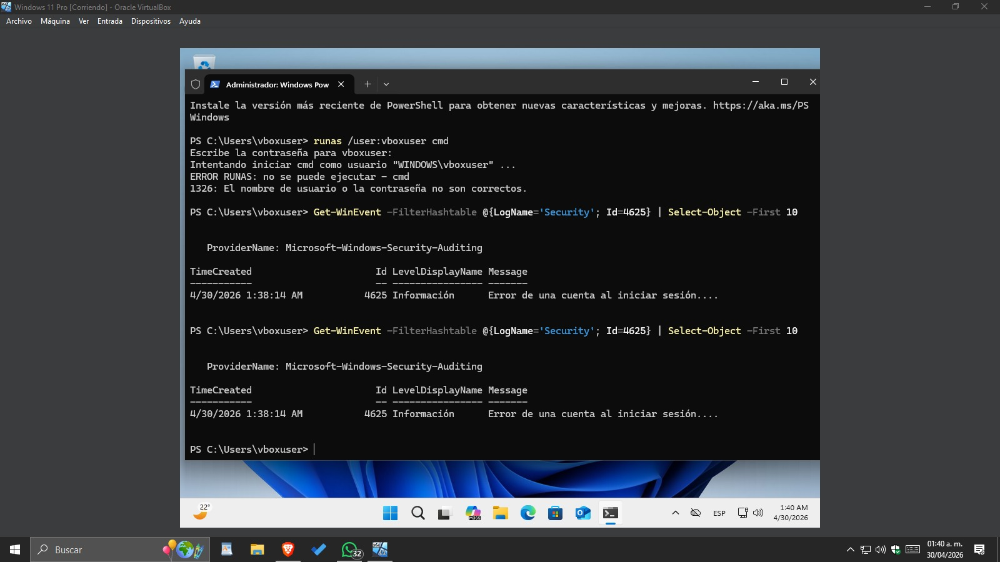 Windows 11 Pro [Corriendo] - Oracle VirtualBox
Archivo Máquina Ver Entrada Dispositivos Ayuda
Administrador: Windows Pow
Instale la versión más reciente de PowerShell para obtener nuevas características y mejoras. https://aka.ms/PS
Windows
PS C:\Users\vboxuser> runas /user:vboxuser cmd
Escribe la contraseña para vboxuser:
Intentando iniciar cmd como usuario "WINDOWS\vboxuser" ...
ERROR RUNAS: no se puede ejecutar - cmd
1326: El nombre de usuario o la contraseña no son correctos.
PS C:\Users\vboxuser> Get-WinEvent -FilterHashtable @{LogName='Security'; Id=4625} | Select-Object -First 10
ProviderName: Microsoft-Windows-Security-Auditing
TimeCreated Id LevelDisplayName Message
----------- -- ---------------- -------
4/30/2026 1:38:14 AM 4625 Información Error de una cuenta al iniciar sesión....
PS C:\Users\vboxuser> Get-WinEvent -FilterHashtable @{LogName='Security'; Id=4625} | Select-Object -First 10
ProviderName: Microsoft-Windows-Security-Auditing
TimeCreated Id LevelDisplayName Message
----------- -- ---------------- -------
4/30/2026 1:38:14 AM 4625 Información Error de una cuenta al iniciar sesión....
PS C:\Users\vboxuser>
22°
M365
ESP
1:40 AM
4/30/2026
Buscar
32
x64
11
01:40 a. m.
30/04/2026